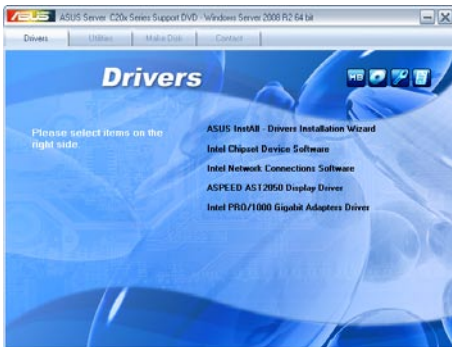 ASUS ASUS Server C20x Series Support DVD - Windows Server 2008 R2 64 bit
Drivers Utilities Make Disk Contact
Drivers
Please select items on the
right side.
ASUS InstAll - Drivers Installation Wizard
Intel Chipset Device Software
Intel Network Connections Software
ASPEED AST2050 Display Driver
Intel PRO/1000 Gigabit Adapters Driver